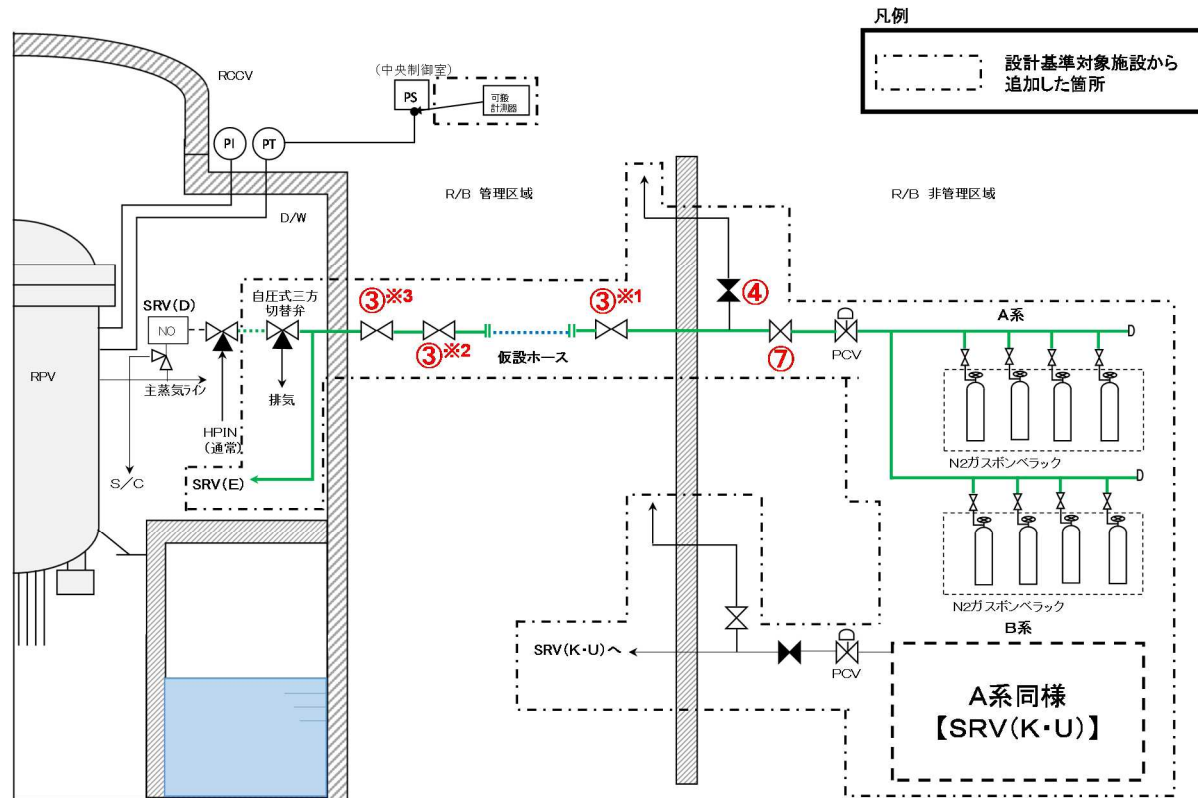 凡例
設計基準対象施設から
追加した箇所
RCCV
(中央制御室)
PS
可搬
計測器
PI
PT
R/B 管理区域
R/B 非管理区域
D/W
SRV(D)
自圧式三方
切替弁
NO
③※3
③※2
③※1
④
⑦
PCV
A系
仮設ホース
RPV
主蒸気ライン
排気
HPIN
(通常)
S/C
SRV(E)
N2ガスボンベラック
N2ガスボンベラック
B系
SRV(K・U)へ
PCV
A系同様
【SRV(K・U)】